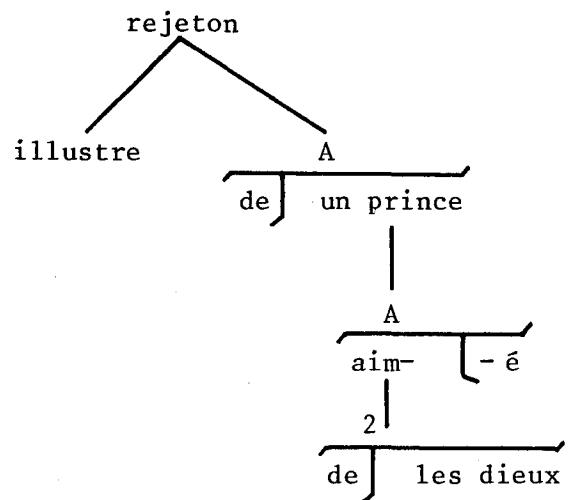 rejeton
illustre A
de un prince
A
aim- - é
2
de les dieux